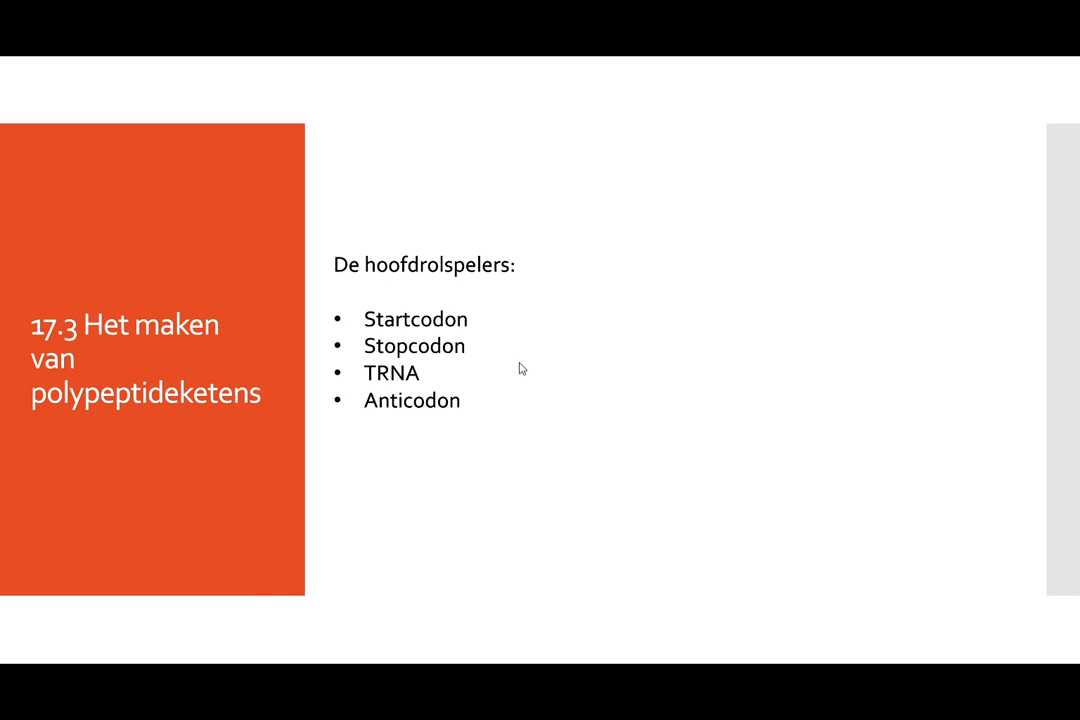 17.3 Het maken
van
polypeptideketens
De hoofdrolspelers:
• Startcodon
• Stopcodon
• TRNA
• Anticodon